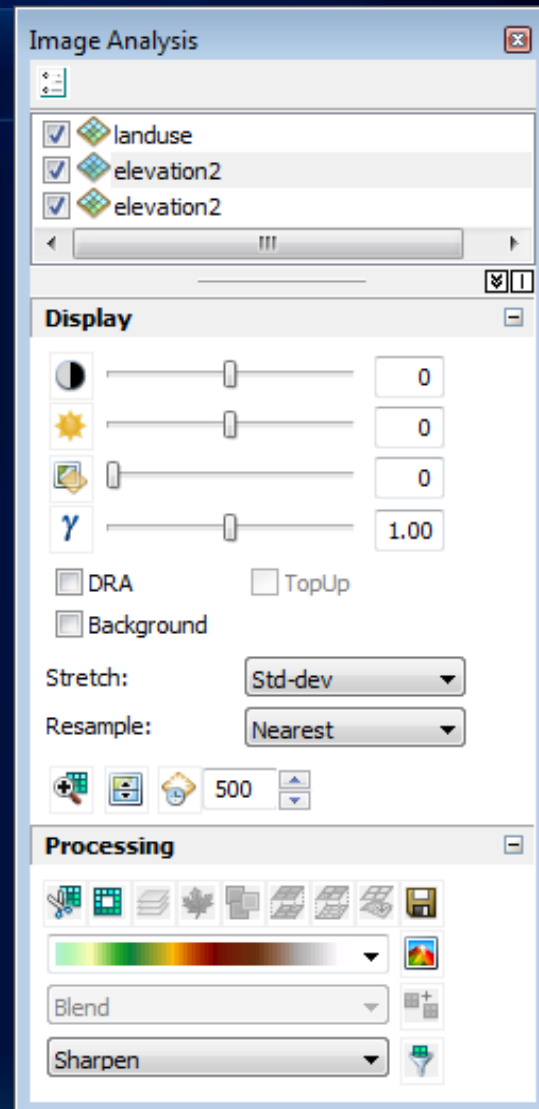 Image Analysis
landuse
elevation2
elevation2
Display
0
0
0
γ 1.00
DRA TopUp
Background
Stretch: Std-dev
Resample: Nearest
500
Processing
Blend
Sharpen